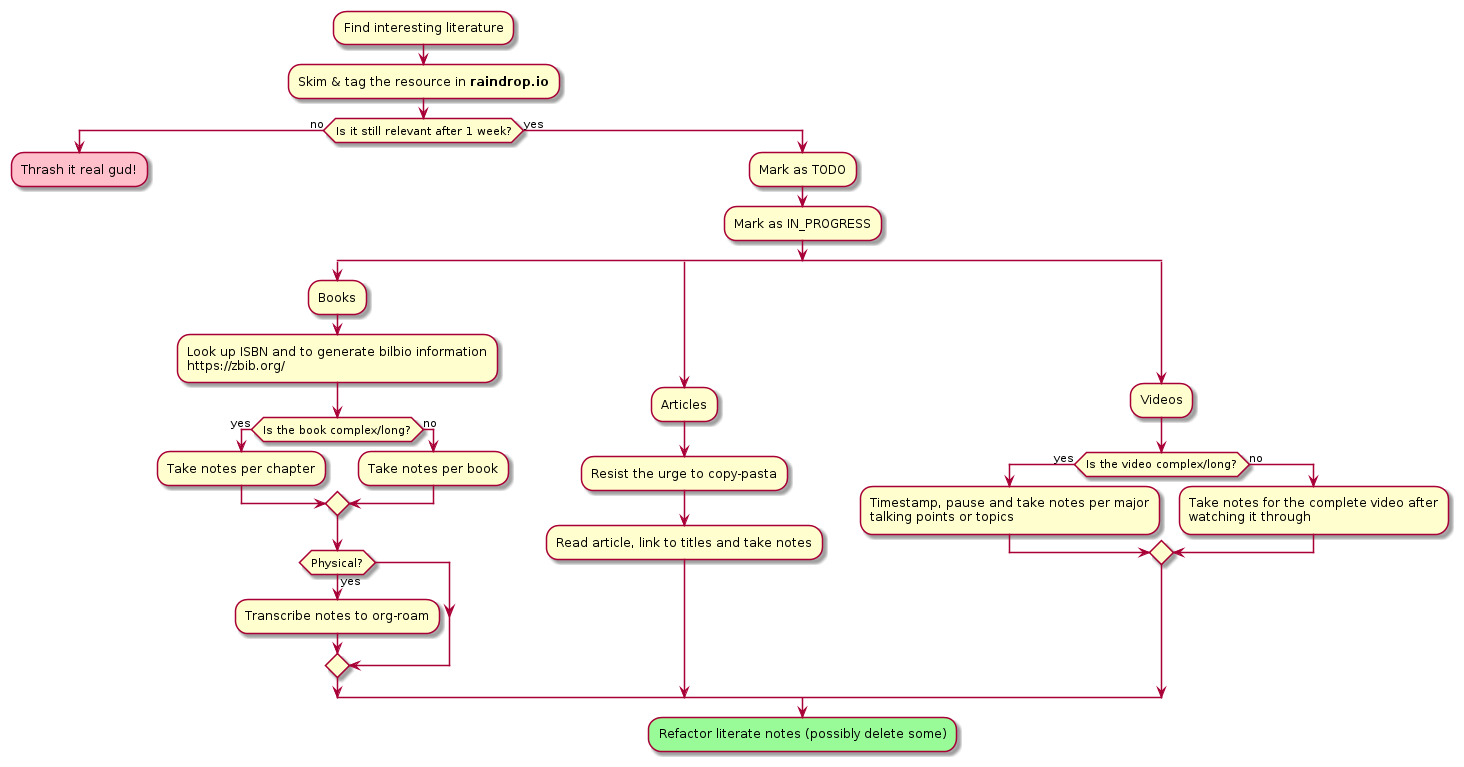 Find interesting literature
Skim & tag the resource in raindrop.io
no
Is it still relevant after 1 week?
yes
Thrash it real gud!
Mark as TODO
Mark as IN_PROGRESS
Books
Look up ISBN and to generate bilbio information
https://zbib.org/
yes
Is the book complex/long?
no
Take notes per chapter
Take notes per book
Physical?
yes
Transcribe notes to org-roam
Articles
Resist the urge to copy-pasta
Read article, link to titles and take notes
Videos
yes
Is the video complex/long?
no
Timestamp, pause and take notes per major
talking points or topics
Take notes for the complete video after
watching it through
Refactor literate notes (possibly delete some)